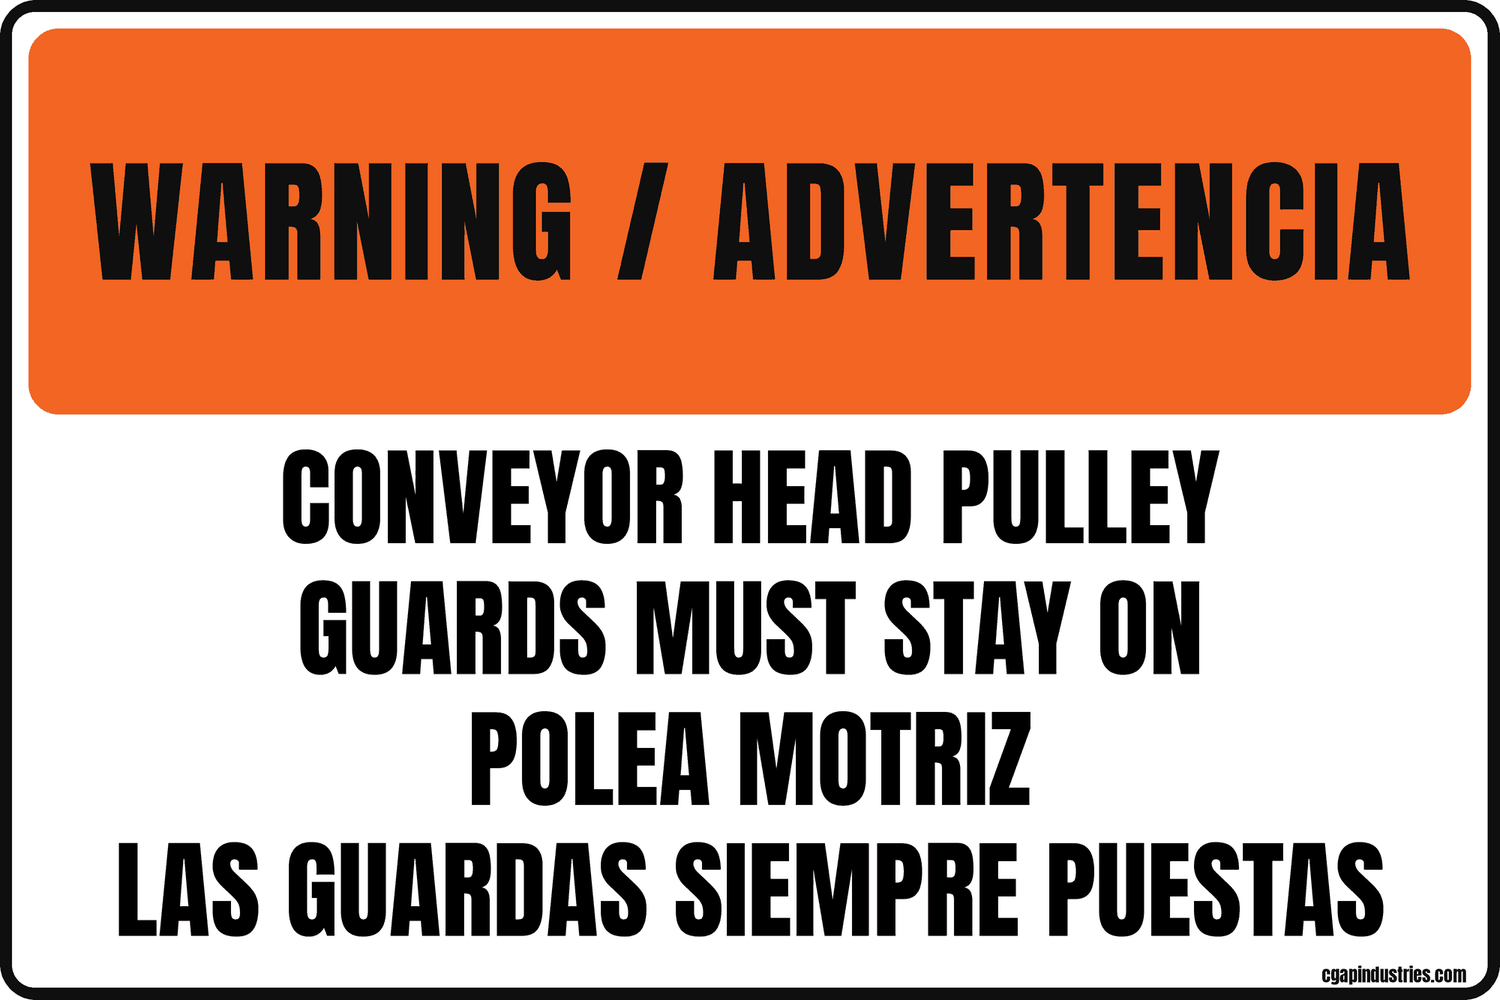 WARNING / ADVERTENCIA
CONVEYOR HEAD PULLEY
GUARDS MUST STAY ON
POLEA MOTRIZ
LAS GUARDAS SIEMPRE PUESTAS
cgapindustries.com